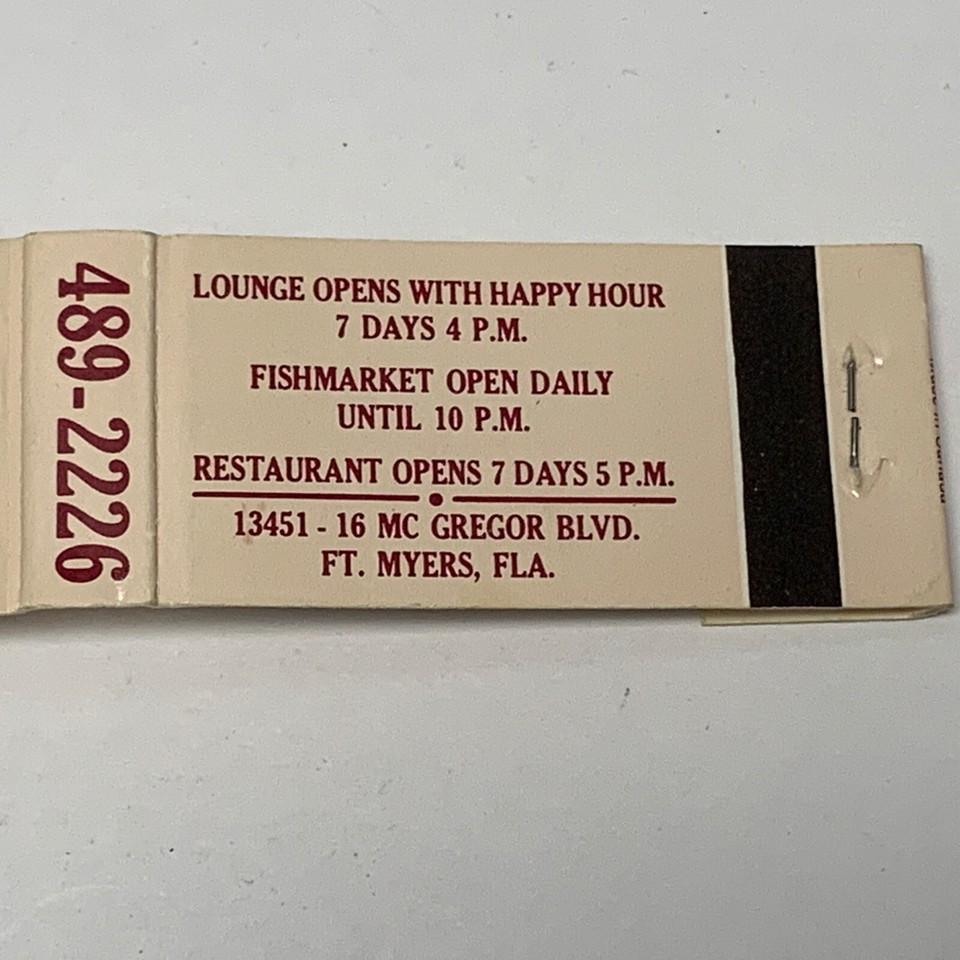 489-2226
LOUNGE OPENS WITH HAPPY HOUR
7 DAYS 4 P.M.
FISHMARKET OPEN DAILY
UNTIL 10 P.M.
RESTAURANT OPENS 7 DAYS 5 P.M.
13451 - 16 MC GREGOR BLVD.
FT. MYERS, FLA.